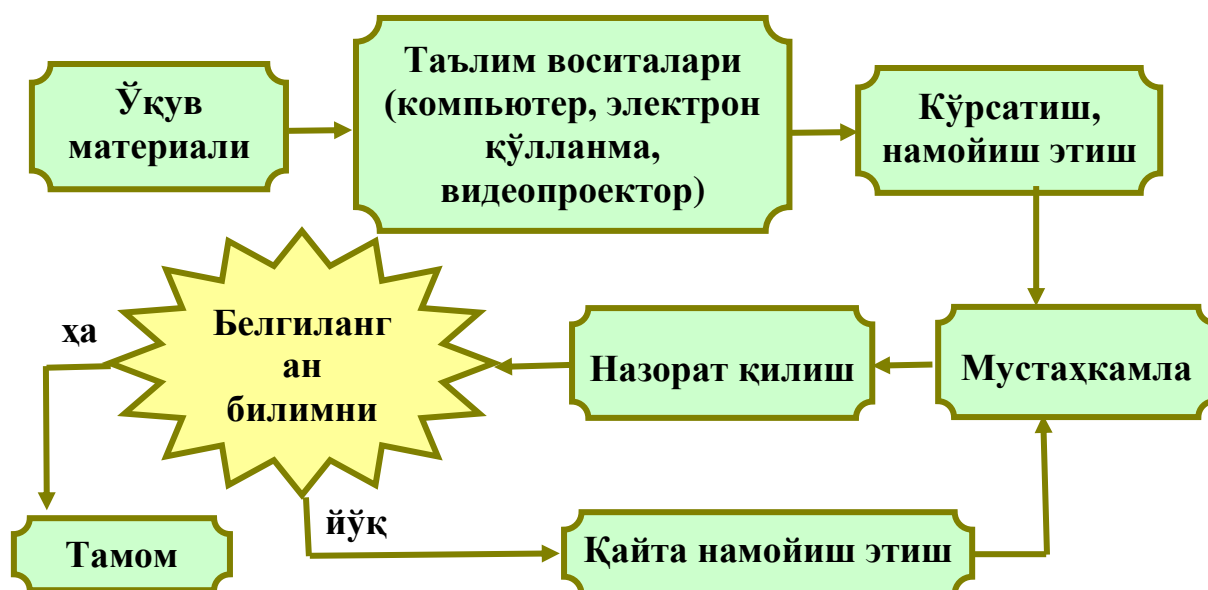 Ўқув
материали
Таълим воситалари
(компьютер, электрон
қўлланма,
видеопроектор)
Кўрсатиш,
намойиш этиш
Мустаҳкамла
Назорат қилиш
Белгиланг
ан
билимни
ҳа
Тамом
йўқ
Қайта намойиш этиш